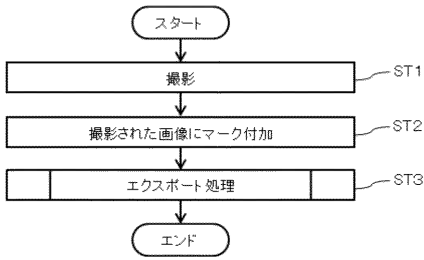 スタート
撮影
ST1
撮影された画像にマーク付加
ST2
エクスポート処理
ST3
エンド